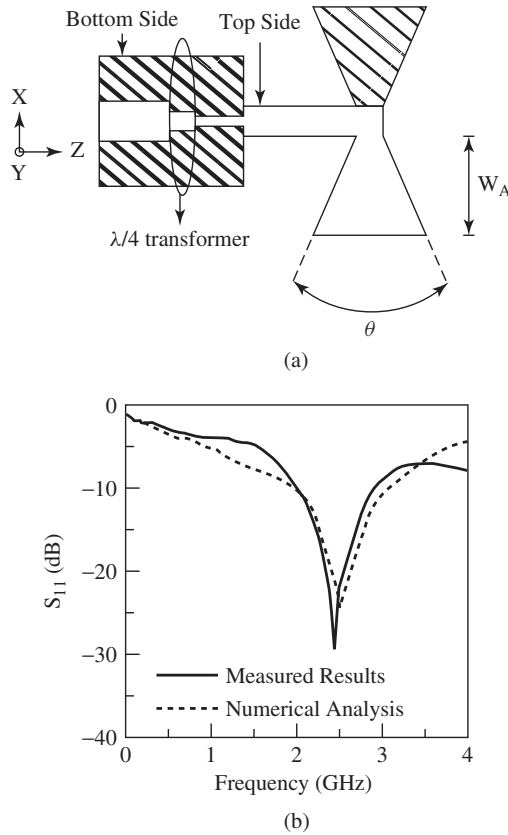 Bottom Side
Top Side
X
Z
Y
W_A
λ/4 transformer
θ
(a)
0
−10
−20
−30
−40
S_11 (dB)
Measured Results
Numerical Analysis
0 1 2 3 4
Frequency (GHz)
(b)